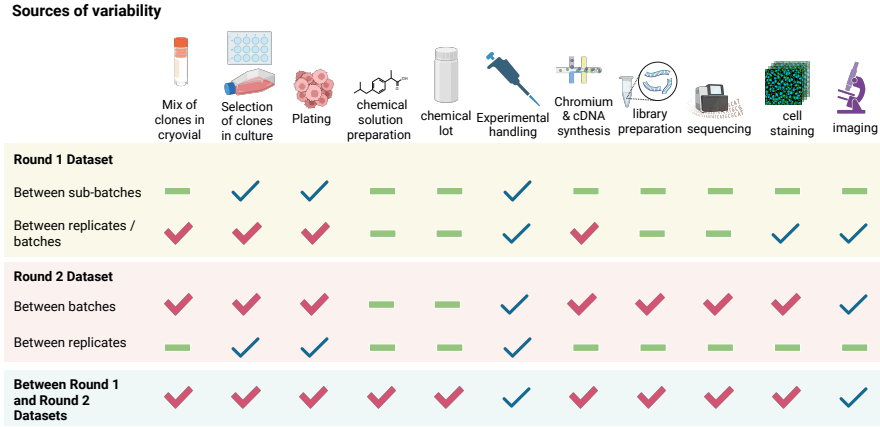 Sources of variability
Mix of
clones in
cryovial
Selection
of clones
in culture
Plating
chemical
solution
preparation
chemical
lot
Experimental
handling
Chromium
& cDNA
synthesis
library
preparation
sequencing
cell
staining
imaging
Round 1 Dataset
Between sub-batches
Between replicates /
batches
Round 2 Dataset
Between batches
Between replicates
Between Round 1
and Round 2
Datasets